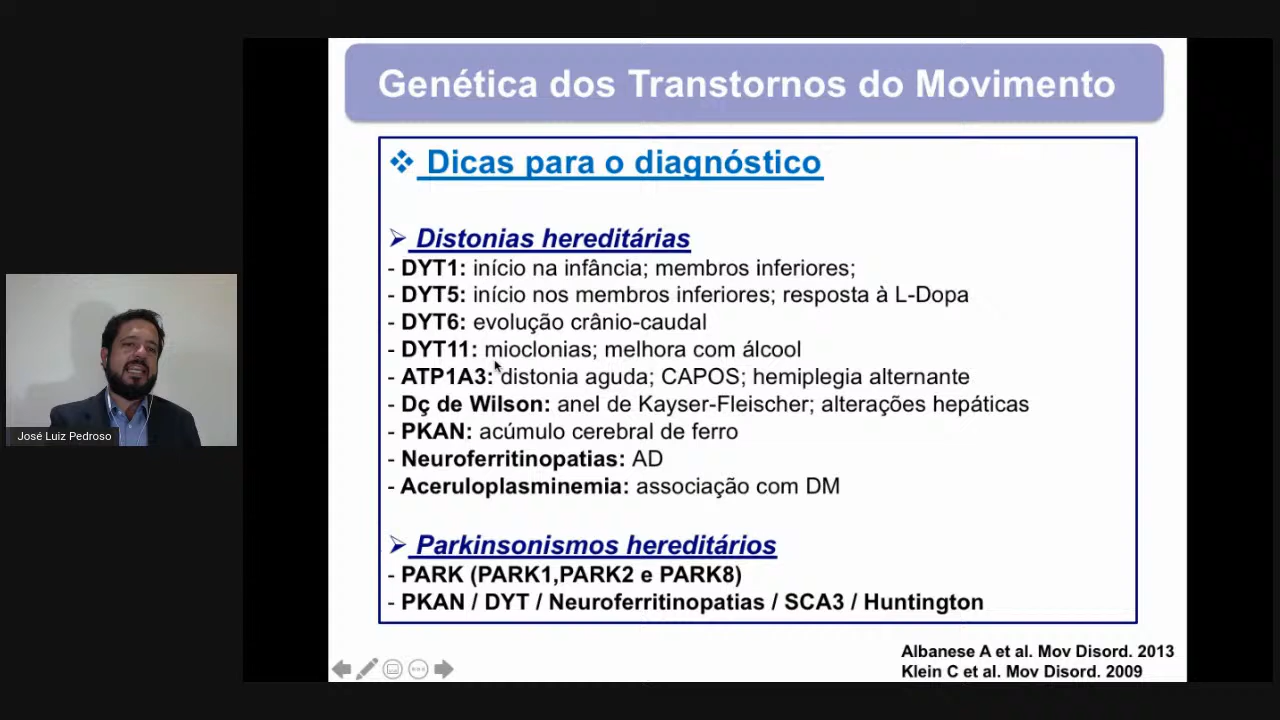 Genética dos Transtornos do Movimento
Dicas para o diagnóstico
Distonias hereditárias
- DYT1: início na infância; membros inferiores;
- DYT5: início nos membros inferiores; resposta à L-Dopa
- DYT6: evolução crânio-caudal
- DYT11: mioclonias; melhora com álcool
- ATP1A3: distonia aguda; CAPOS; hemiplegia alternante
- Dç de Wilson: anel de Kayser-Fleischer; alterações hepáticas
- PKAN: acúmulo cerebral de ferro
- Neuroferritinopatias: AD
- Aceruloplasminemia: associação com DM
Parkinsonismos hereditários
- PARK (PARK1,PARK2 e PARK8)
- PKAN / DYT / Neuroferritinopatias / SCA3 / Huntington
Albanese A et al. Mov Disord. 2013
Klein C et al. Mov Disord. 2009
José Luiz Pedroso